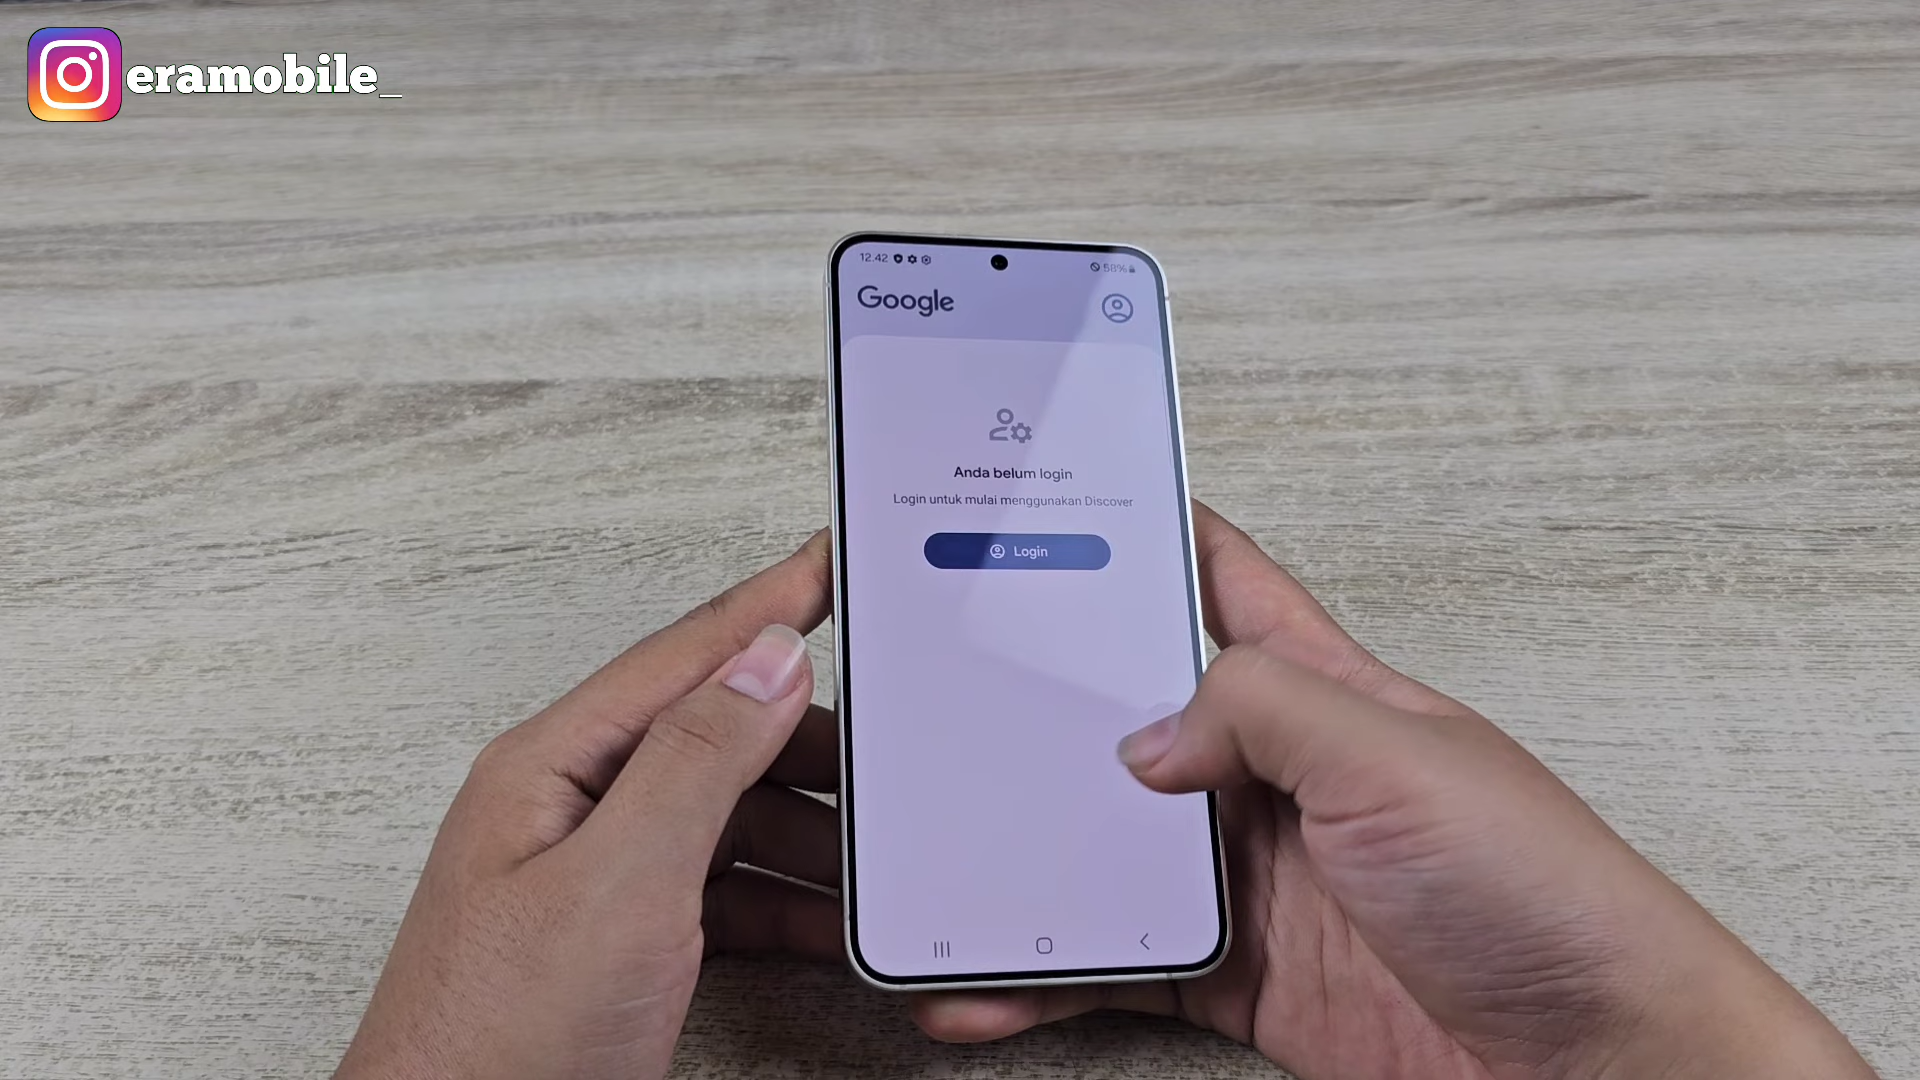 eramobile_
12.42
58%
Google
Anda belum login
Login untuk mulai menggunakan Discover
Login